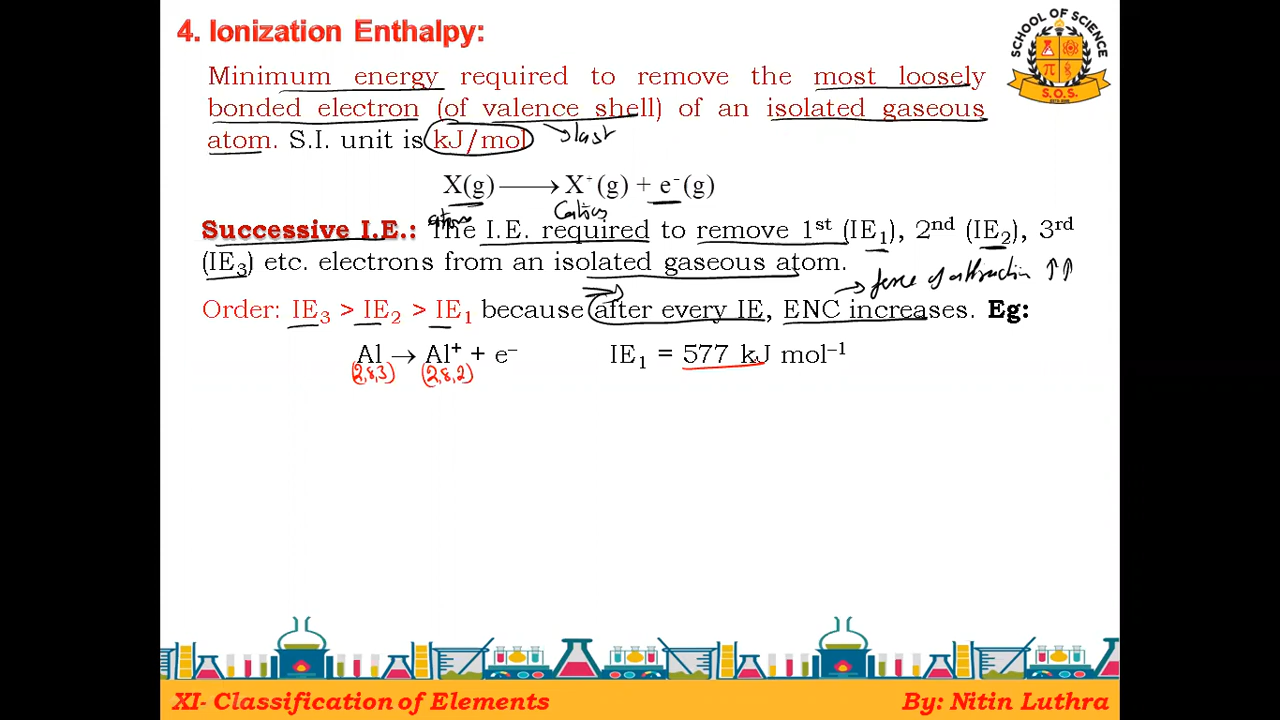 4. Ionization Enthalpy:
SCHOOL OF SCIENCE
S.O.S.
Minimum energy required to remove the most loosely
bonded electron (of valence shell) of an isolated gaseous
atom. S.I. unit is kJ/mol
last
X(g) ⟶ X⁺(g) + e⁻(g)
Successive I.E.: The I.E. required to remove 1ˢᵗ (IE₁), 2ⁿᵈ (IE₂), 3ʳᵈ
(IE₃) etc. electrons from an isolated gaseous atom.
force of attraction ↑↑
Order: IE₃ > IE₂ > IE₁ because after every IE, ENC increases. Eg:
Al → Al⁺ + e⁻ IE₁ = 577 kJ mol⁻¹
(2,8,3) (2,8,2)
XI- Classification of Elements By: Nitin Luthra